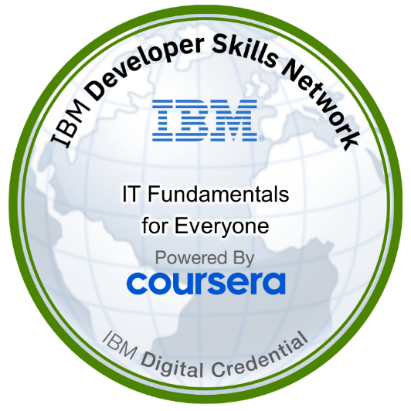 IBM Developer Skills Network
IBM
IT Fundamentals
for Everyone
Powered By
coursera
IBM Digital Credential